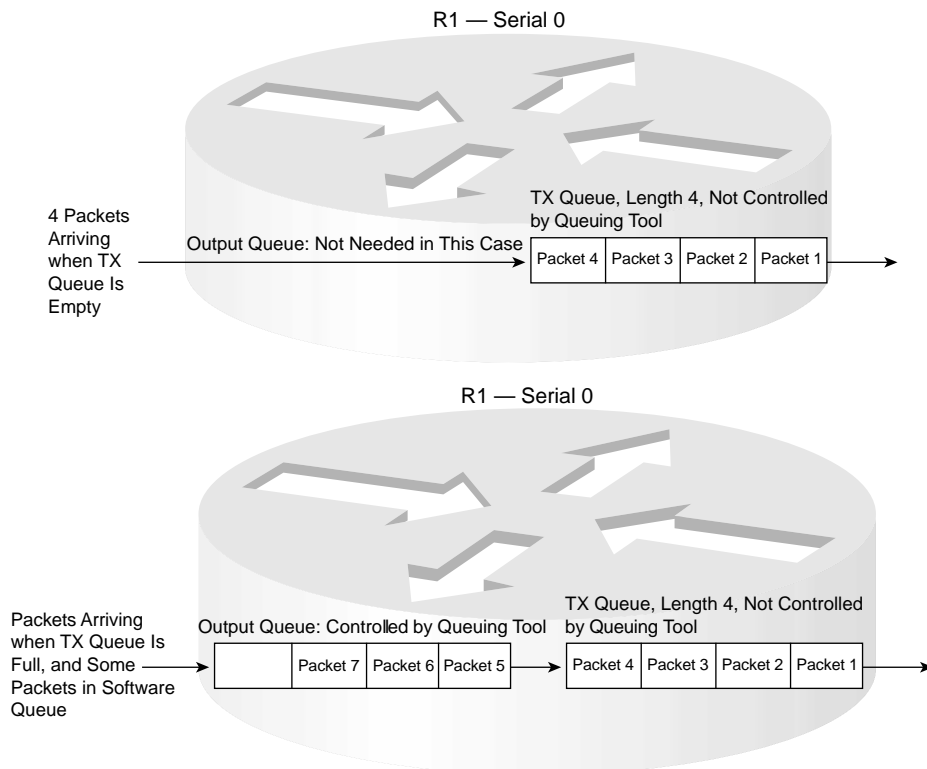 R1 — Serial 0
TX Queue, Length 4, Not Controlled
by Queuing Tool
4 Packets
Arriving
when TX
Queue Is
Empty
Output Queue: Not Needed in This Case
Packet 4
Packet 3
Packet 2
Packet 1
R1 — Serial 0
TX Queue, Length 4, Not Controlled
by Queuing Tool
Packets Arriving
when TX Queue Is
Full, and Some
Packets in Software
Queue
Output Queue: Controlled by Queuing Tool
Packet 7
Packet 6
Packet 5
Packet 4
Packet 3
Packet 2
Packet 1